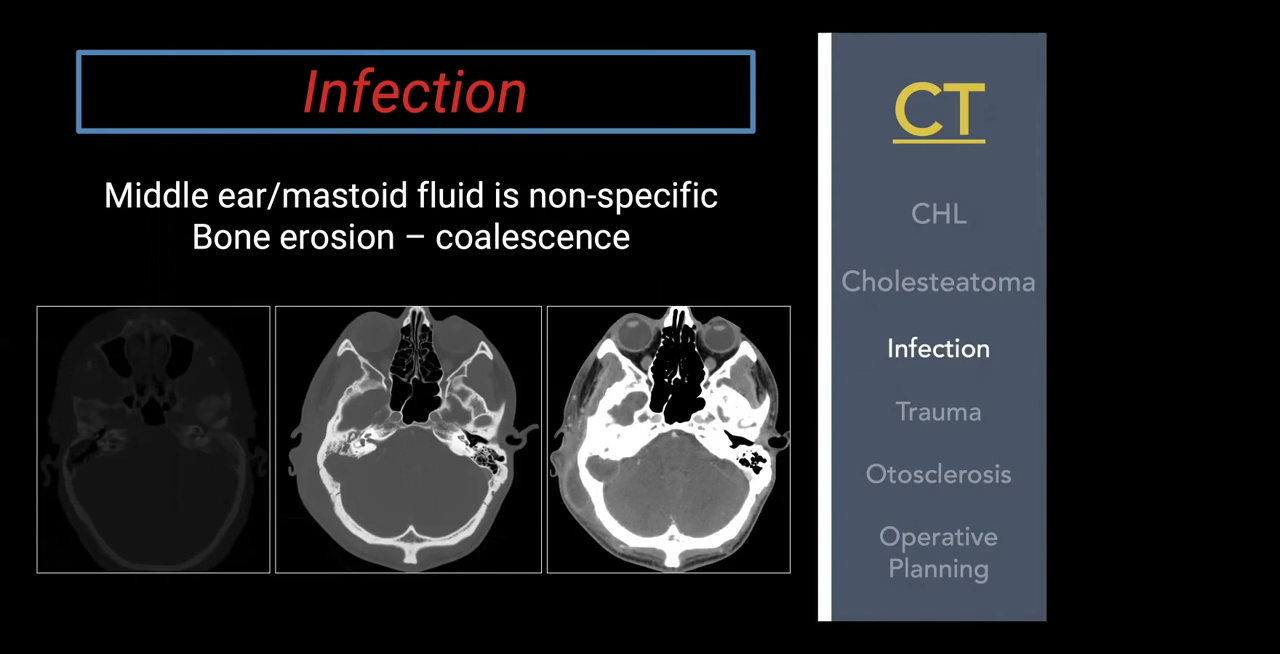 Infection
Middle ear/mastoid fluid is non-specific
Bone erosion – coalescence
CT
CHL
Cholesteatoma
Infection
Trauma
Otosclerosis
Operative
Planning